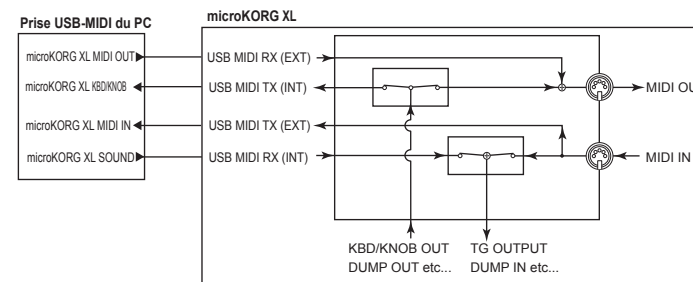 microKORG XL
Prise USB-MIDI du PC
microKORG XL MIDI OUT
USB MIDI RX (EXT)
microKORG XL KBD/KNOB
USB MIDI TX (INT)
MIDI OU
microKORG XL MIDI IN
USB MIDI TX (EXT)
microKORG XL SOUND
USB MIDI RX (INT)
MIDI IN
KBD/KNOB OUT
DUMP OUT etc...
TG OUTPUT
DUMP IN etc...